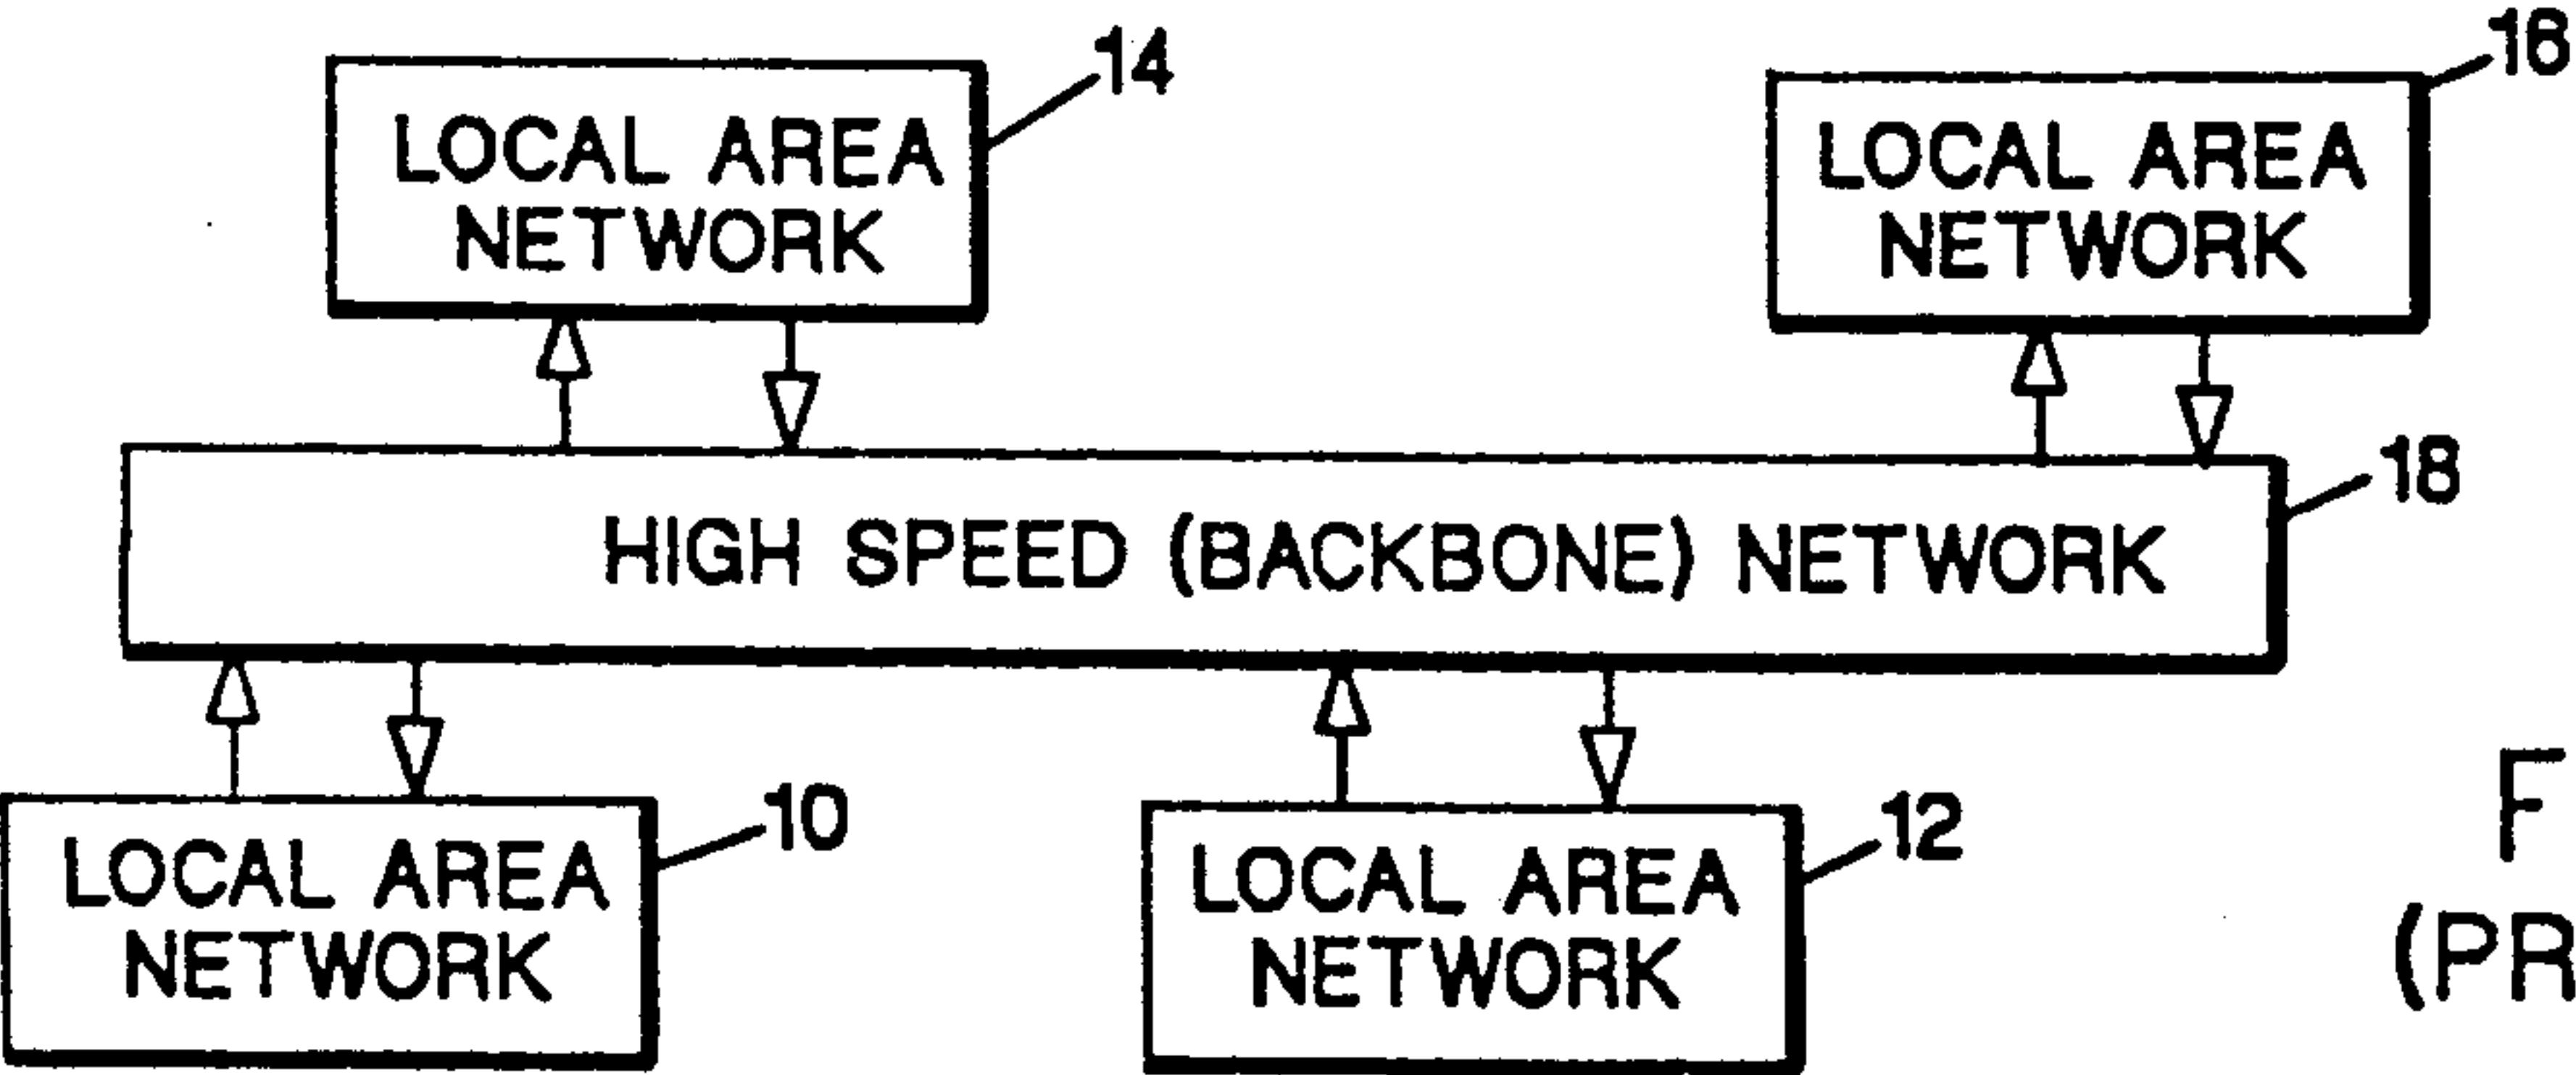 14
LOCAL AREA
NETWORK
16
LOCAL AREA
NETWORK
18
HIGH SPEED (BACKBONE) NETWORK
10
LOCAL AREA
NETWORK
12
LOCAL AREA
NETWORK
F
(PR